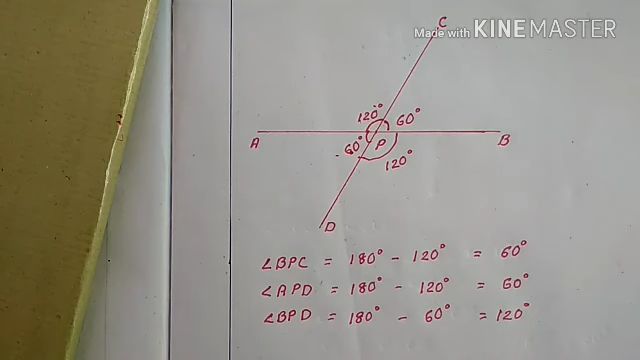 C
Made with KINEMASTER
120° 60°
A P B
60° 120°
D
∠BPC = 180° - 120° = 60°
∠APD = 180° - 120° = 60°
∠BPD = 180° - 60° = 120°